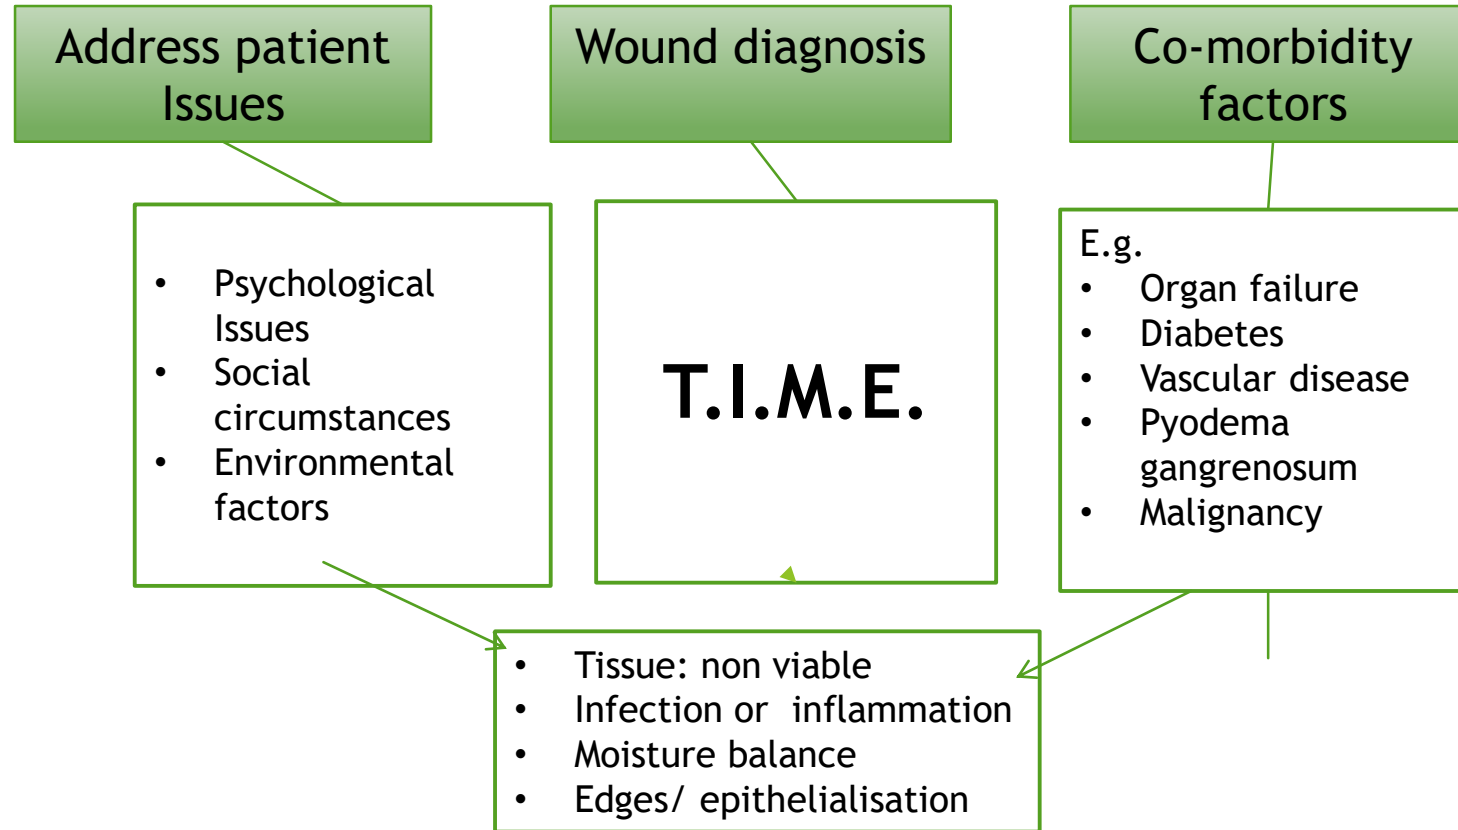 Address patient
Issues
Wound diagnosis
Co-morbidity
factors
• Psychological
Issues
• Social
circumstances
• Environmental
factors
T.I.M.E.
E.g.
• Organ failure
• Diabetes
• Vascular disease
• Pyodema
gangrenosum
• Malignancy
• Tissue: non viable
• Infection or  inflammation
• Moisture balance
• Edges/ epithelialisation